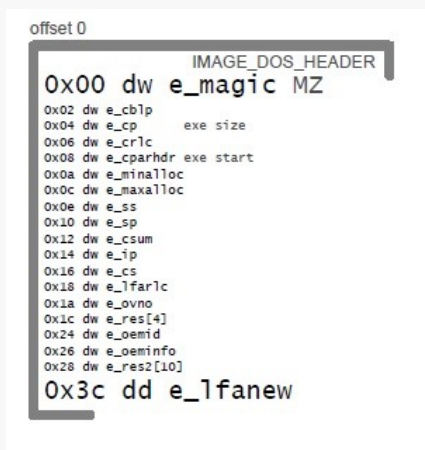 offset 0
IMAGE_DOS_HEADER
0x00 dw e_magic MZ
0x02 dw e_cblp
0x04 dw e_cp exe size
0x06 dw e_crlc
0x08 dw e_cparhdr exe start
0x0a dw e_minalloc
0x0c dw e_maxalloc
0x0e dw e_ss
0x10 dw e_sp
0x12 dw e_csum
0x14 dw e_ip
0x16 dw e_cs
0x18 dw e_lfarlc
0x1a dw e_ovno
0x1c dw e_res[4]
0x24 dw e_oemid
0x26 dw e_oeminfo
0x28 dw e_res2[10]
0x3c dd e_lfanew